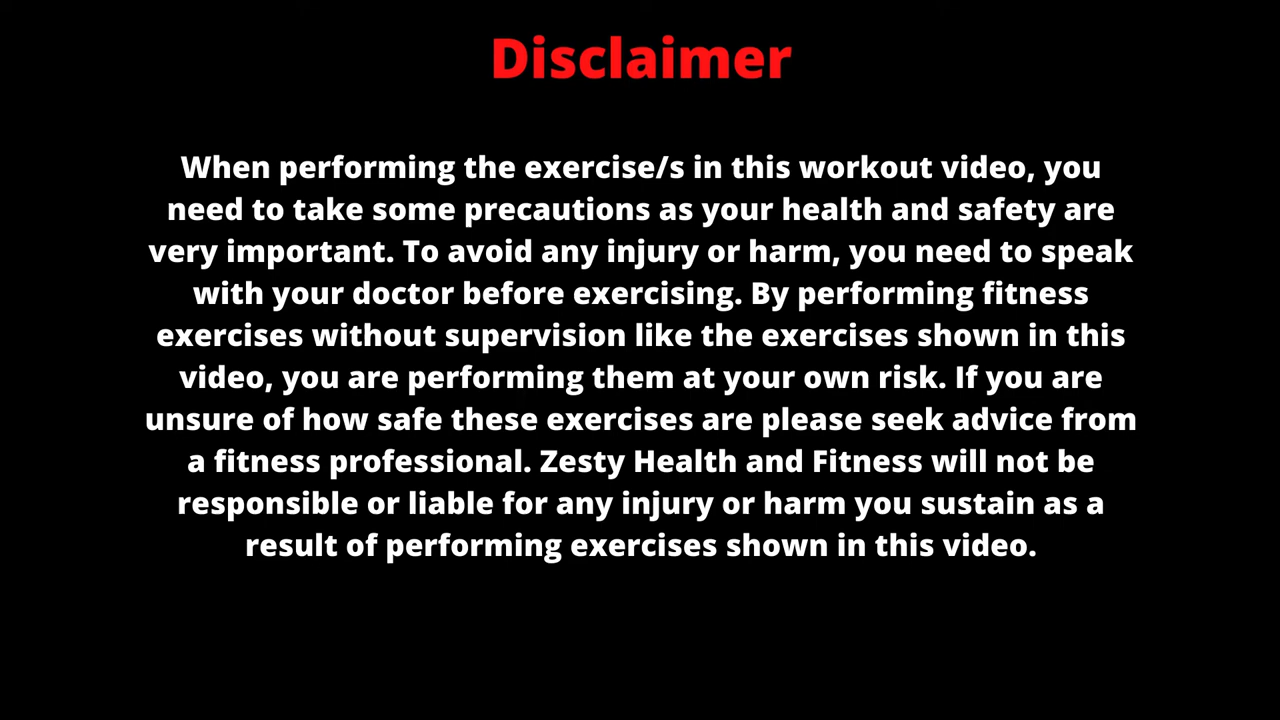 Disclaimer
When performing the exercise/s in this workout video, you
need to take some precautions as your health and safety are
very important. To avoid any injury or harm, you need to speak
with your doctor before exercising. By performing fitness
exercises without supervision like the exercises shown in this
video, you are performing them at your own risk. If you are
unsure of how safe these exercises are please seek advice from
a fitness professional. Zesty Health and Fitness will not be
responsible or liable for any injury or harm you sustain as a
result of performing exercises shown in this video.